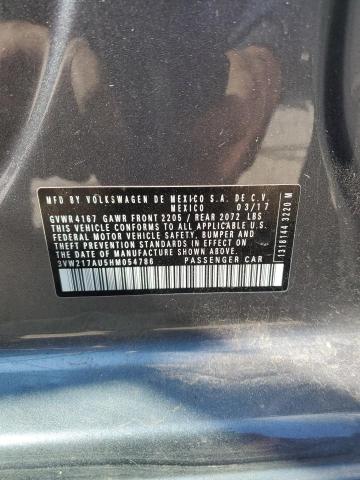 MFD BY VOLKSWAGEN DE MEXICO S.A. DE C.V.
MEXICO 03/17
GVWR 4167 GAWR FRONT 2205 / REAR 2072 LBS
THIS VEHICLE CONFORMS TO ALL APPLICABLE U.S.
FEDERAL MOTOR VEHICLE SAFETY, BUMPER, AND
THEFT PREVENTION STANDARDS IN EFFECT ON THE
DATE OF MANUFACTURE SHOWN ABOVE.
3VW217AU5HM054786 PASSENGER CAR
1318144 3220 M